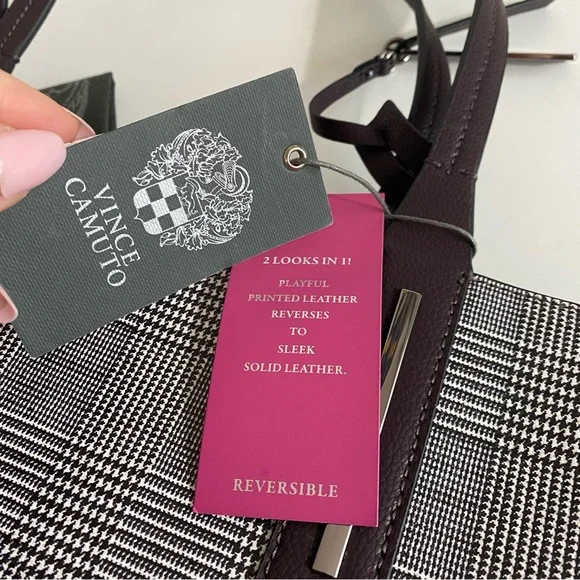 VINCE
CAMUTO
2 LOOKS IN 1!
PLAYFUL
PRINTED LEATHER
REVERSES
TO
SLEEK
SOLID LEATHER.
REVERSIBLE